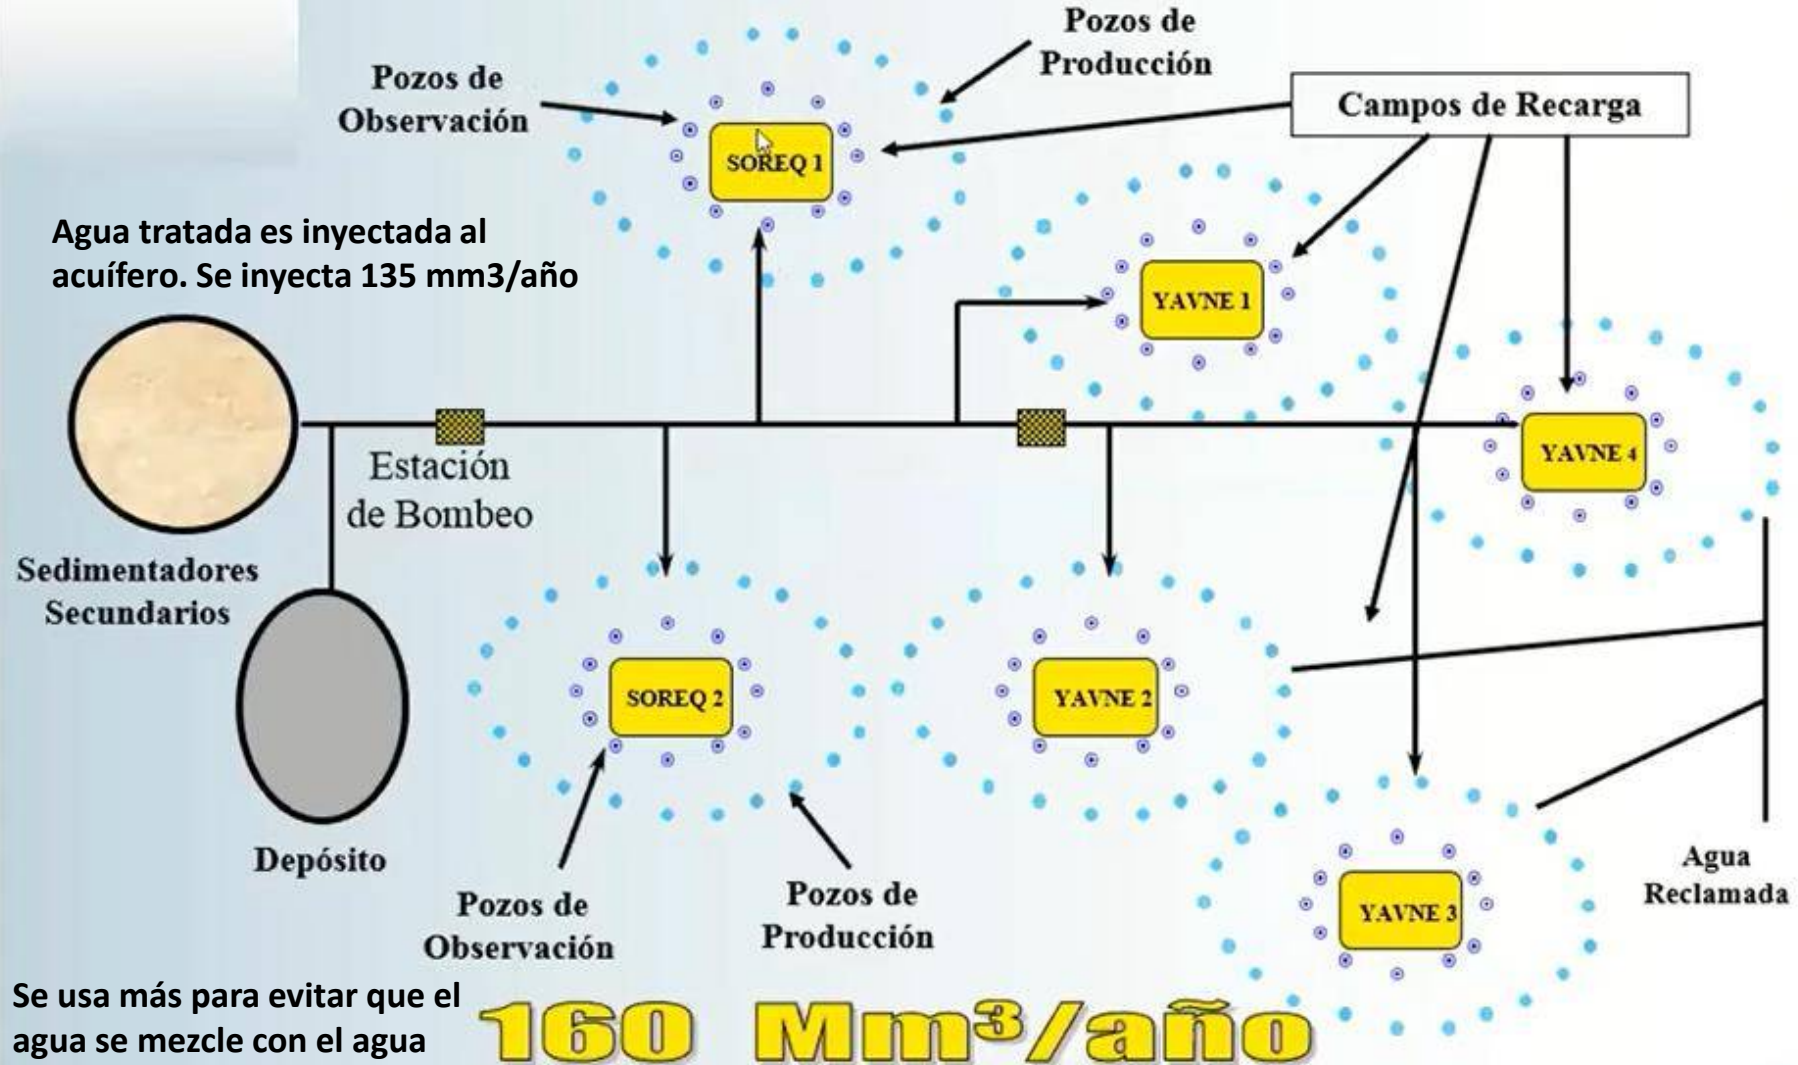 Pozos de
Producción
Pozos de
Observación
Campos de Recarga
SOREQ 1
Agua tratada es inyectada al
acuífero. Se inyecta 135 mm3/año
YAVNE 1
YAVNE 4
Estación
de Bombeo
Sedimentadores
Secundarios
SOREQ 2
YAVNE 2
Depósito
Pozos de
Observación
Pozos de
Producción
Agua
Reclamada
YAVNE 3
Se usa más para evitar que el
agua se mezcle con el agua
160 Mm³/año